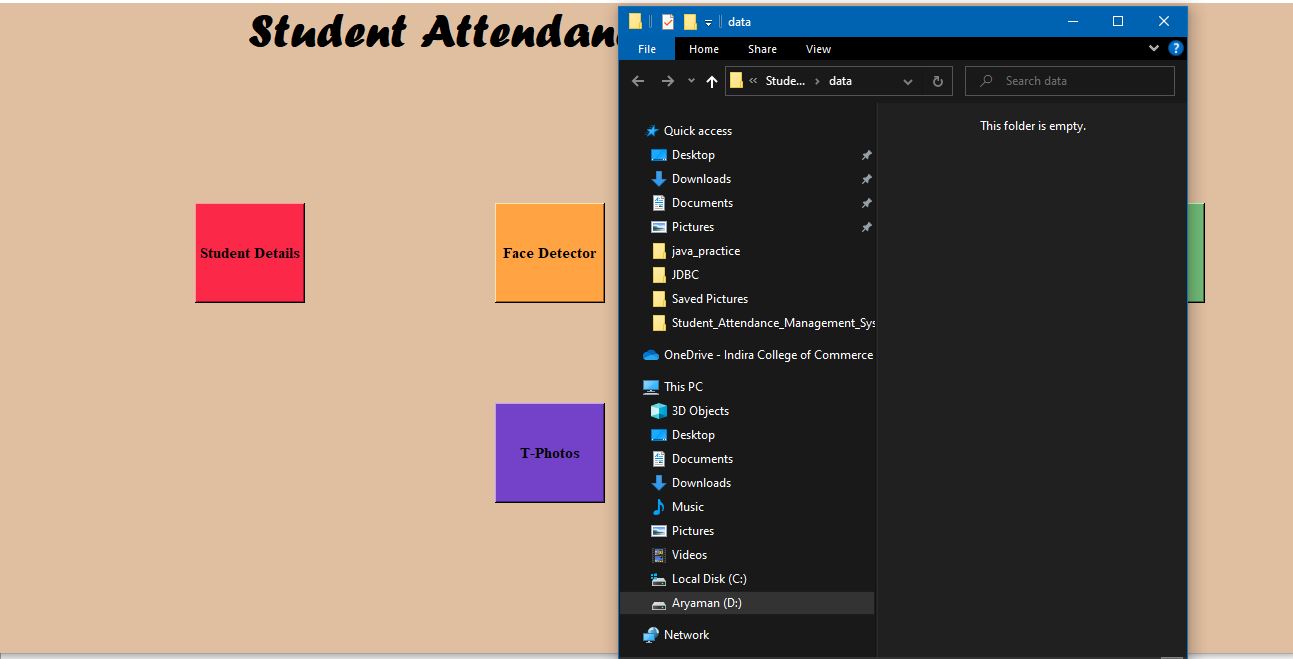 Student Attendan
data
File Home Share View
?
« Stude... › data
Search data
This folder is empty.
Quick access
Desktop
Downloads
Documents
Pictures
java_practice
JDBC
Saved Pictures
Student_Attendance_Management_Sys
OneDrive - Indira College of Commerce
This PC
3D Objects
Desktop
Documents
Downloads
Music
Pictures
Videos
Local Disk (C:)
Aryaman (D:)
Network
Student Details
Face Detector
T-Photos